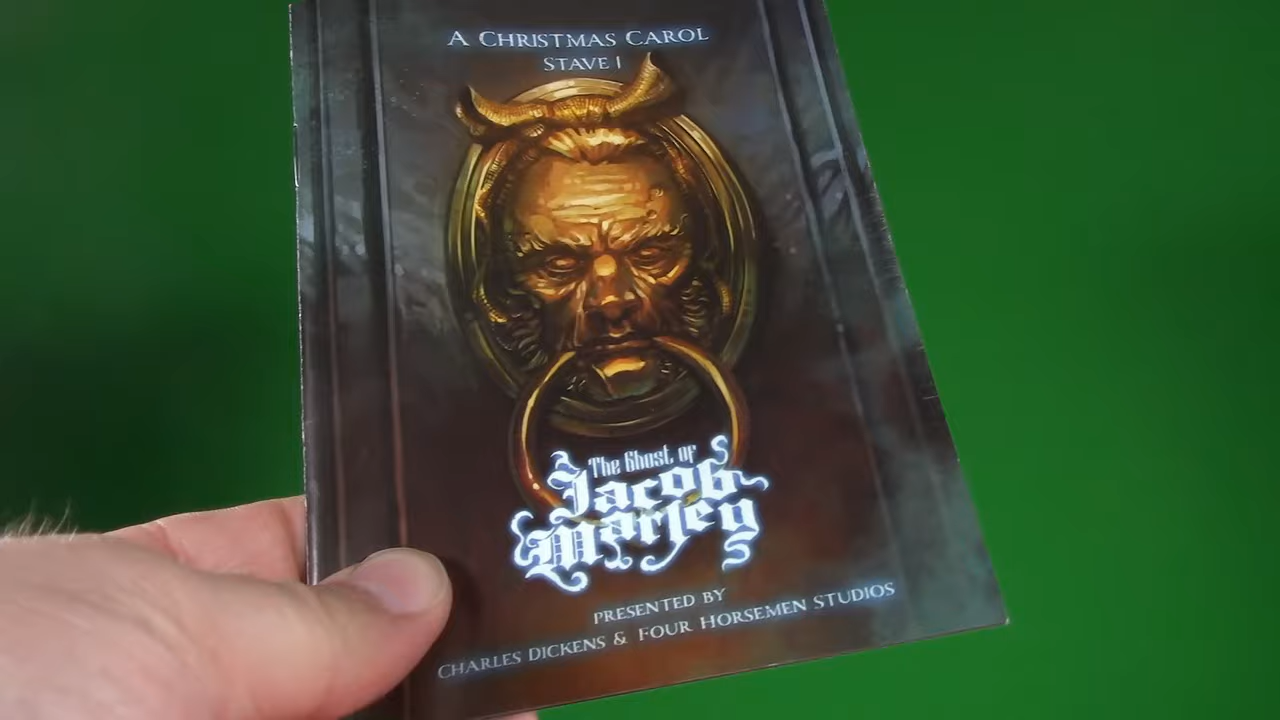 A CHRISTMAS CAROL
STAVE I
The Ghost of
Jacob
Marley
PRESENTED BY
CHARLES DICKENS & FOUR HORSEMEN STUDIOS